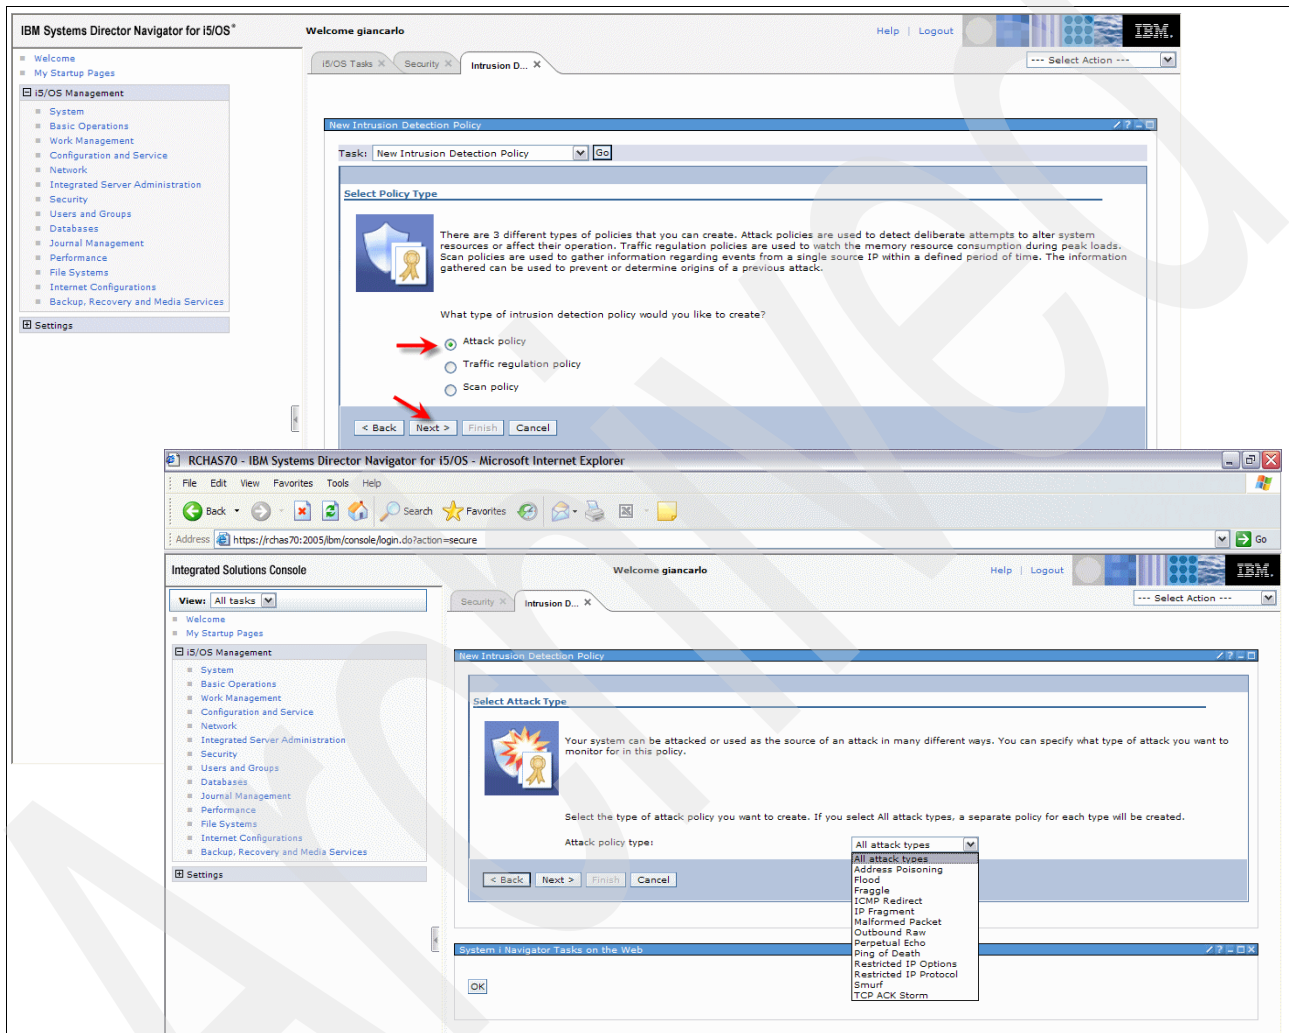 IBM Systems Director Navigator for i5/OS®
Welcome giancarlo
Help | Logout
IBM.
Welcome
My Startup Pages
i5/OS Management
System
Basic Operations
Work Management
Configuration and Service
Network
Integrated Server Administration
Security
Users and Groups
Databases
Journal Management
Performance
File Systems
Internet Configurations
Backup, Recovery and Media Services
Settings
i5/OS Tasks
Security
Intrusion D...
--- Select Action ---
New Intrusion Detection Policy
Task: New Intrusion Detection Policy Go
Select Policy Type
There are 3 different types of policies that you can create. Attack policies are used to detect deliberate attempts to alter system
resources or affect their operation. Traffic regulation policies are used to watch the memory resource consumption during peak loads.
Scan policies are used to gather information regarding events from a single source IP within a defined period of time. The information
gathered can be used to prevent or determine origins of a previous attack.
What type of intrusion detection policy would you like to create?
Attack policy
Traffic regulation policy
Scan policy
< Back Next > Finish Cancel
RCHAS70 - IBM Systems Director Navigator for i5/OS - Microsoft Internet Explorer
File Edit View Favorites Tools Help
Back Search Favorites
Address https://rchas70:2005/ibm/console/login.do?action=secure Go
Integrated Solutions Console
Welcome giancarlo
Help | Logout
IBM.
View: All tasks
Welcome
My Startup Pages
i5/OS Management
System
Basic Operations
Work Management
Configuration and Service
Network
Integrated Server Administration
Security
Users and Groups
Databases
Journal Management
Performance
File Systems
Internet Configurations
Backup, Recovery and Media Services
Settings
Security
Intrusion D...
--- Select Action ---
New Intrusion Detection Policy
Select Attack Type
Your system can be attacked or used as the source of an attack in many different ways. You can specify what type of attack you want to
monitor for in this policy.
Select the type of attack policy you want to create. If you select All attack types, a separate policy for each type will be created.
Attack policy type: All attack types
All attack types
Address Poisoning
Flood
Fraggle
ICMP Redirect
IP Fragment
Malformed Packet
Outbound Raw
Perpetual Echo
Ping of Death
Restricted IP Options
Restricted IP Protocol
Smurf
TCP ACK Storm
< Back Next > Finish Cancel
System i Navigator Tasks on the Web
OK
Archived